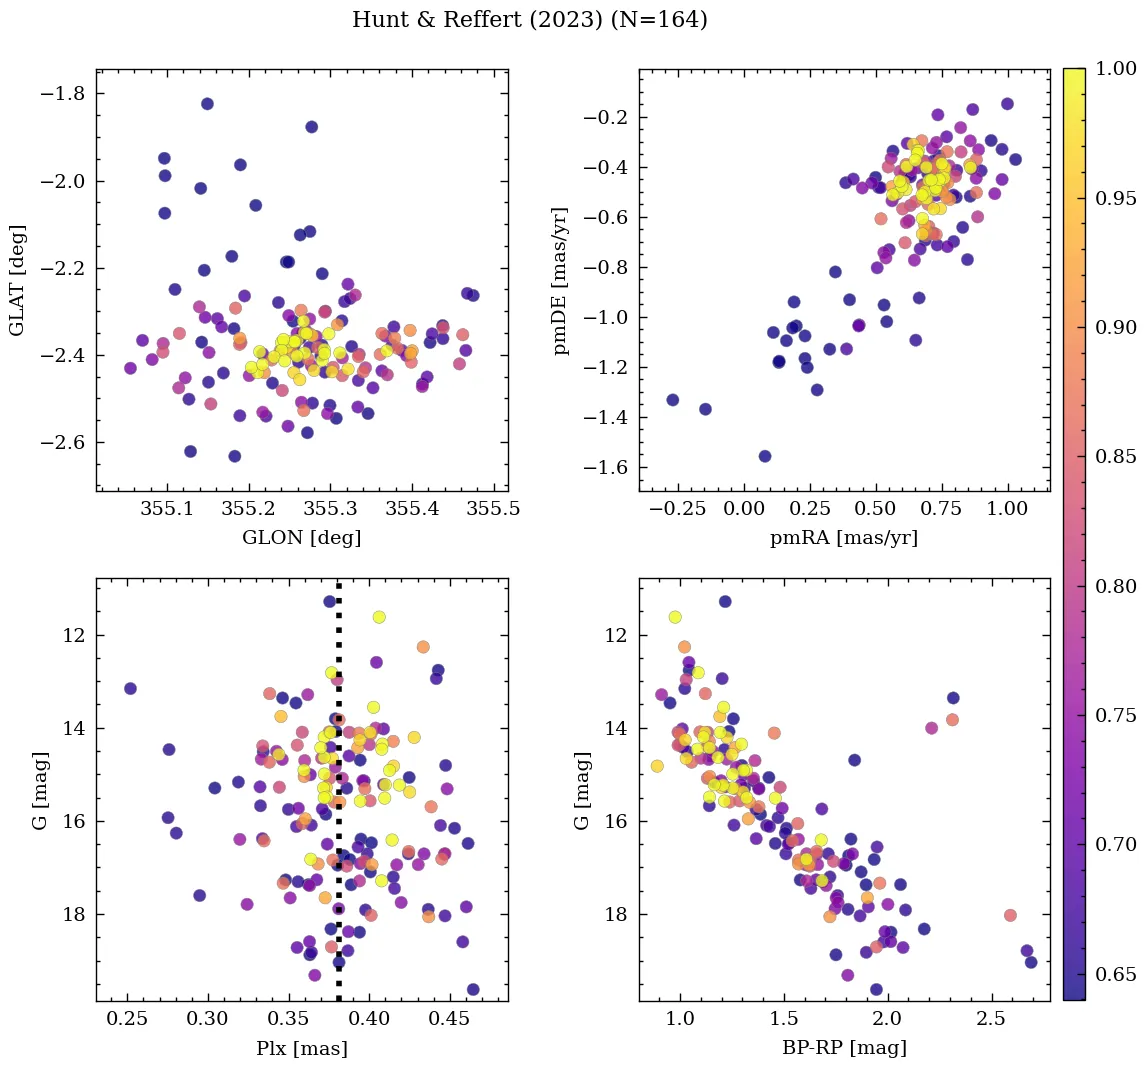 Hunt & Reffert (2023) (N=164)
−1.8
−2.0
−2.2
−2.4
−2.6
GLAT [deg]
355.1 355.2 355.3 355.4 355.5
GLON [deg]
−0.2
−0.4
−0.6
−0.8
−1.0
−1.2
−1.4
−1.6
pmDE [mas/yr]
−0.25 0.00 0.25 0.50 0.75 1.00
pmRA [mas/yr]
12
14
16
18
G [mag]
0.25 0.30 0.35 0.40 0.45
Plx [mas]
12
14
16
18
G [mag]
1.0 1.5 2.0 2.5
BP-RP [mag]
1.00
0.95
0.90
0.85
0.80
0.75
0.70
0.65